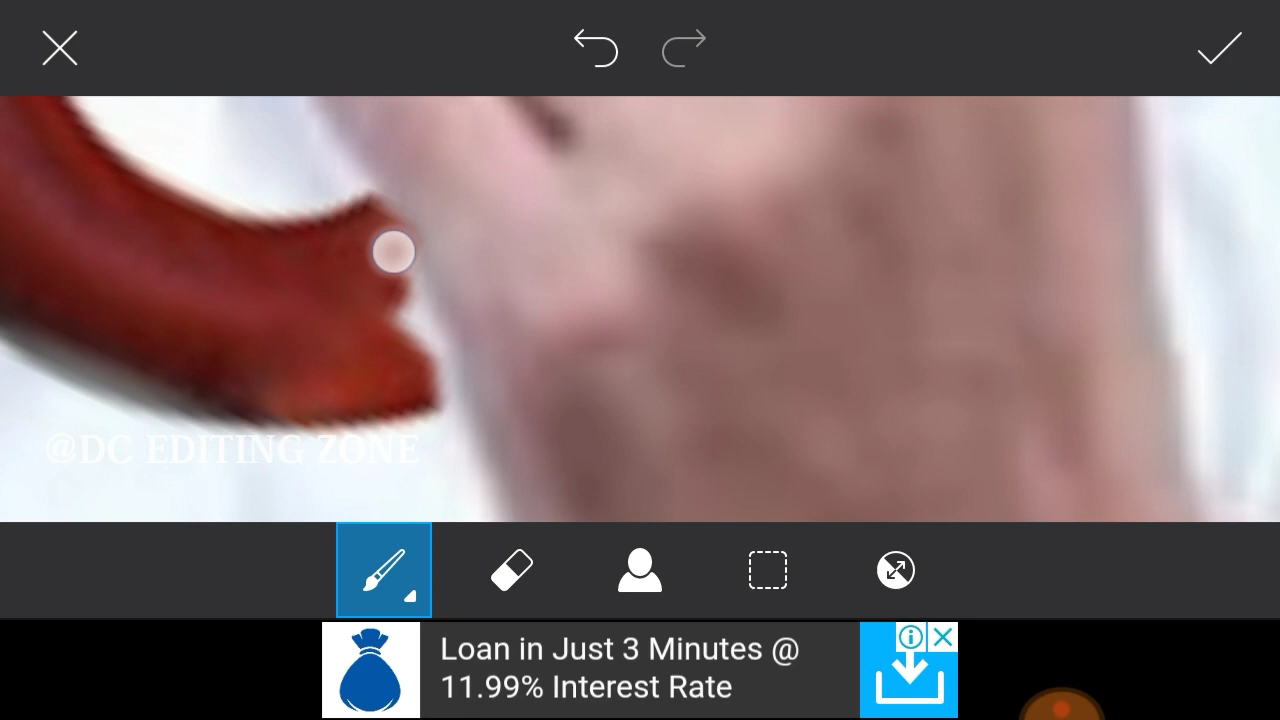 @DC EDITING ZONE
Loan in Just 3 Minutes @
11.99% Interest Rate